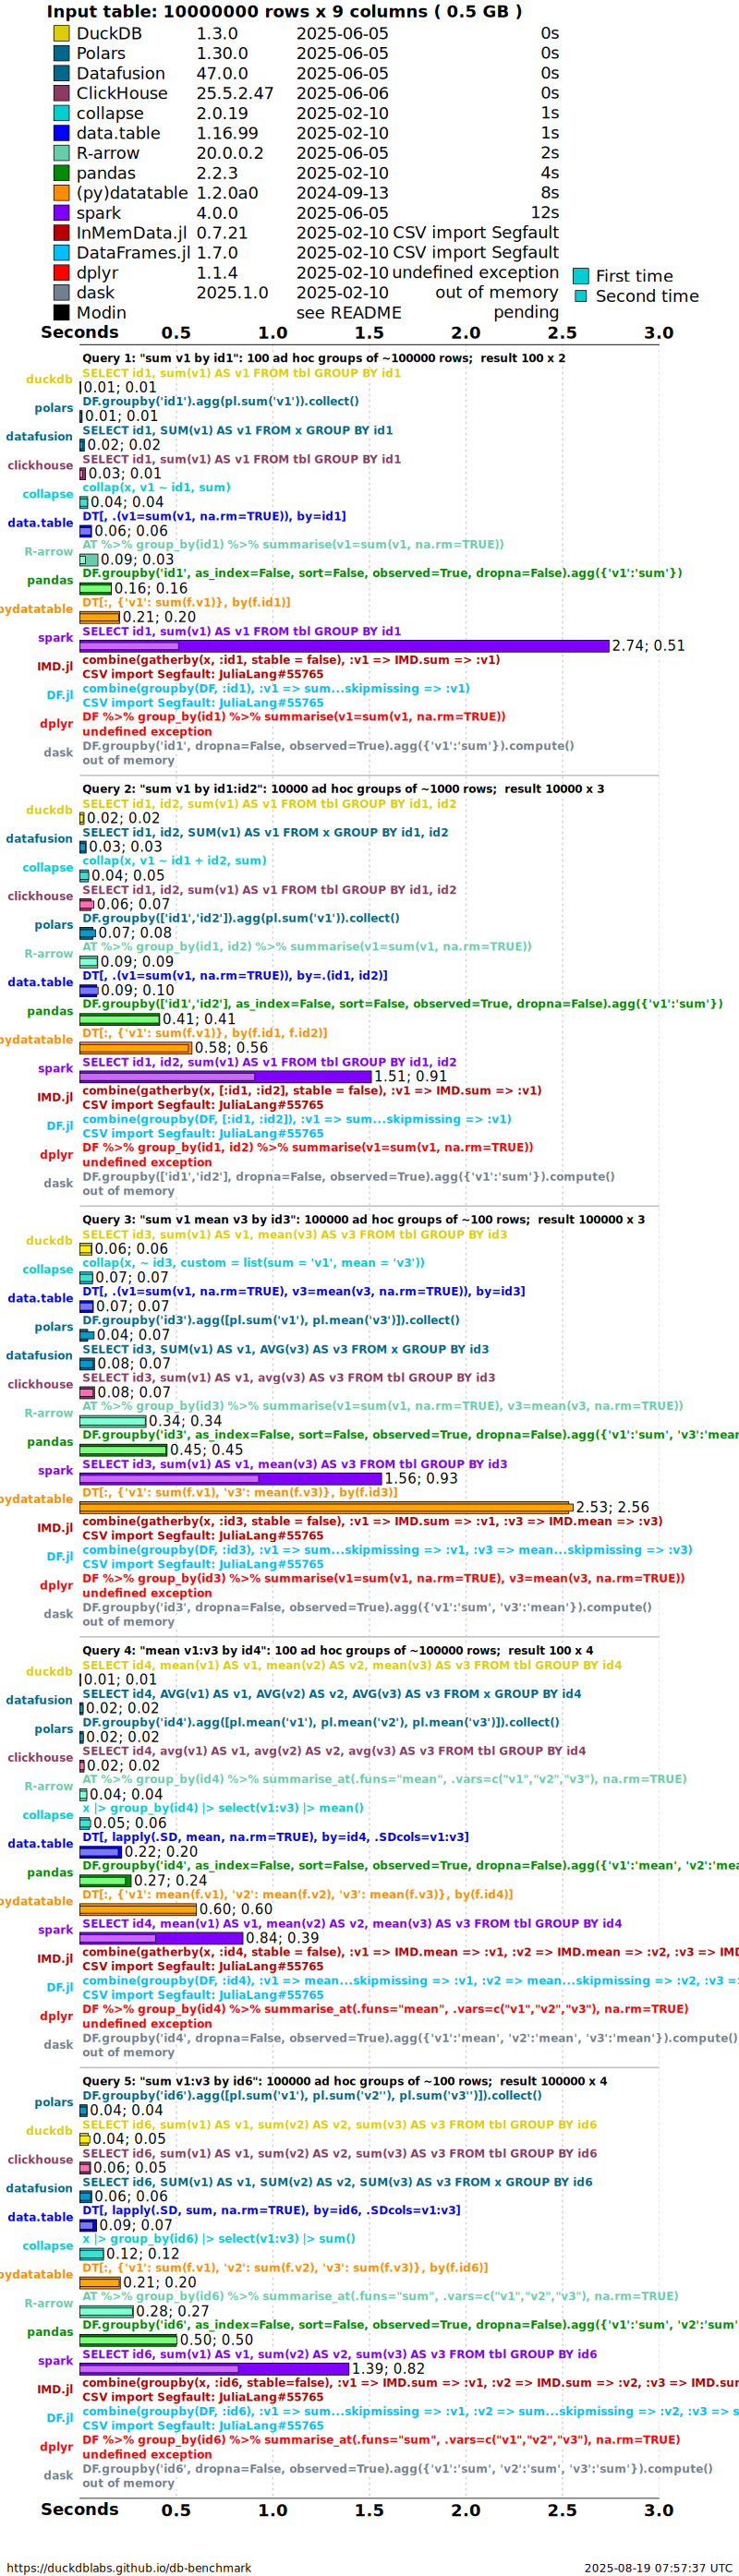 Input table: 10000000 rows x 9 columns ( 0.5 GB )
DuckDB 1.3.0 2025-06-05 0s
Polars 1.30.0 2025-06-05 0s
Datafusion 47.0.0 2025-06-05 0s
ClickHouse 25.5.2.47 2025-06-06 0s
collapse 2.0.19 2025-02-10 1s
data.table 1.16.99 2025-02-10 1s
R-arrow 20.0.0.2 2025-06-05 2s
pandas 2.2.3 2025-02-10 4s
(py)datatable 1.2.0a0 2024-09-13 8s
spark 4.0.0 2025-06-05 12s
InMemData.jl 0.7.21 2025-02-10 CSV import Segfault
DataFrames.jl 1.7.0 2025-02-10 CSV import Segfault
dplyr 1.1.4 2025-02-10 undefined exception
dask 2025.1.0 2025-02-10 out of memory
Modin see README pending
First time
Second time
Seconds 0.5 1.0 1.5 2.0 2.5 3.0
Query 1: "sum v1 by id1": 100 ad hoc groups of ~100000 rows; result 100 x 2
SELECT id1, sum(v1) AS v1 FROM tbl GROUP BY id1
duckdb 0.01; 0.01
DF.groupby('id1').agg(pl.sum('v1')).collect()
polars 0.01; 0.01
SELECT id1, SUM(v1) AS v1 FROM x GROUP BY id1
datafusion 0.02; 0.02
SELECT id1, sum(v1) AS v1 FROM tbl GROUP BY id1
clickhouse 0.03; 0.01
collap(x, v1 ~ id1, sum)
collapse 0.04; 0.04
DT[, .(v1=sum(v1, na.rm=TRUE)), by=id1]
data.table 0.06; 0.06
AT %>% group_by(id1) %>% summarise(v1=sum(v1, na.rm=TRUE))
R-arrow 0.09; 0.03
DF.groupby('id1', as_index=False, sort=False, observed=True, dropna=False).agg({'v1':'sum'})
pandas 0.16; 0.16
DT[:, {'v1': sum(f.v1)}, by(f.id1)]
pydatatable 0.21; 0.20
SELECT id1, sum(v1) AS v1 FROM tbl GROUP BY id1
spark 2.74; 0.51
combine(gatherby(x, :id1, stable = false), :v1 => IMD.sum => :v1)
IMD.jl CSV import Segfault: JuliaLang#55765
combine(groupby(DF, :id1), :v1 => sum...skipmissing => :v1)
DF.jl CSV import Segfault: JuliaLang#55765
DF %>% group_by(id1) %>% summarise(v1=sum(v1, na.rm=TRUE))
dplyr undefined exception
DF.groupby('id1', dropna=False, observed=True).agg({'v1':'sum'}).compute()
dask out of memory
Query 2: "sum v1 by id1:id2": 10000 ad hoc groups of ~1000 rows; result 10000 x 3
SELECT id1, id2, sum(v1) AS v1 FROM tbl GROUP BY id1, id2
duckdb 0.02; 0.02
SELECT id1, id2, SUM(v1) AS v1 FROM x GROUP BY id1, id2
datafusion 0.03; 0.03
collap(x, v1 ~ id1 + id2, sum)
collapse 0.04; 0.05
SELECT id1, id2, sum(v1) AS v1 FROM tbl GROUP BY id1, id2
clickhouse 0.06; 0.07
DF.groupby(['id1','id2']).agg(pl.sum('v1')).collect()
polars 0.07; 0.08
AT %>% group_by(id1, id2) %>% summarise(v1=sum(v1, na.rm=TRUE))
R-arrow 0.09; 0.09
DT[, .(v1=sum(v1, na.rm=TRUE)), by=.(id1, id2)]
data.table 0.09; 0.10
DF.groupby(['id1','id2'], as_index=False, sort=False, observed=True, dropna=False).agg({'v1':'sum'})
pandas 0.41; 0.41
DT[:, {'v1': sum(f.v1)}, by(f.id1, f.id2)]
pydatatable 0.58; 0.56
SELECT id1, id2, sum(v1) AS v1 FROM tbl GROUP BY id1, id2
spark 1.51; 0.91
combine(gatherby(x, [:id1, :id2], stable = false), :v1 => IMD.sum => :v1)
IMD.jl CSV import Segfault: JuliaLang#55765
combine(groupby(DF, [:id1, :id2]), :v1 => sum...skipmissing => :v1)
DF.jl CSV import Segfault: JuliaLang#55765
DF %>% group_by(id1, id2) %>% summarise(v1=sum(v1, na.rm=TRUE))
dplyr undefined exception
DF.groupby(['id1','id2'], dropna=False, observed=True).agg({'v1':'sum'}).compute()
dask out of memory
Query 3: "sum v1 mean v3 by id3": 100000 ad hoc groups of ~100 rows; result 100000 x 3
SELECT id3, sum(v1) AS v1, mean(v3) AS v3 FROM tbl GROUP BY id3
duckdb 0.06; 0.06
collap(x, ~ id3, custom = list(sum = 'v1', mean = 'v3'))
collapse 0.07; 0.07
DT[, .(v1=sum(v1, na.rm=TRUE), v3=mean(v3, na.rm=TRUE)), by=id3]
data.table 0.07; 0.07
DF.groupby('id3').agg([pl.sum('v1'), pl.mean('v3')]).collect()
polars 0.04; 0.07
SELECT id3, SUM(v1) AS v1, AVG(v3) AS v3 FROM x GROUP BY id3
datafusion 0.08; 0.07
SELECT id3, sum(v1) AS v1, avg(v3) AS v3 FROM tbl GROUP BY id3
clickhouse 0.08; 0.07
AT %>% group_by(id3) %>% summarise(v1=sum(v1, na.rm=TRUE), v3=mean(v3, na.rm=TRUE))
R-arrow 0.34; 0.34
DF.groupby('id3', as_index=False, sort=False, observed=True, dropna=False).agg({'v1':'sum', 'v3':'mean
pandas 0.45; 0.45
SELECT id3, sum(v1) AS v1, mean(v3) AS v3 FROM tbl GROUP BY id3
spark 1.56; 0.93
DT[:, {'v1': sum(f.v1), 'v3': mean(f.v3)}, by(f.id3)]
pydatatable 2.53; 2.56
combine(gatherby(x, :id3, stable = false), :v1 => IMD.sum => :v1, :v3 => IMD.mean => :v3)
IMD.jl CSV import Segfault: JuliaLang#55765
combine(groupby(DF, :id3), :v1 => sum...skipmissing => :v1, :v3 => mean...skipmissing => :v3)
DF.jl CSV import Segfault: JuliaLang#55765
DF %>% group_by(id3) %>% summarise(v1=sum(v1, na.rm=TRUE), v3=mean(v3, na.rm=TRUE))
dplyr undefined exception
DF.groupby('id3', dropna=False, observed=True).agg({'v1':'sum', 'v3':'mean'}).compute()
dask out of memory
Query 4: "mean v1:v3 by id4": 100 ad hoc groups of ~100000 rows; result 100 x 4
SELECT id4, mean(v1) AS v1, mean(v2) AS v2, mean(v3) AS v3 FROM tbl GROUP BY id4
duckdb 0.01; 0.01
SELECT id4, AVG(v1) AS v1, AVG(v2) AS v2, AVG(v3) AS v3 FROM x GROUP BY id4
datafusion 0.02; 0.02
DF.groupby('id4').agg([pl.mean('v1'), pl.mean('v2'), pl.mean('v3')]).collect()
polars 0.02; 0.02
SELECT id4, avg(v1) AS v1, avg(v2) AS v2, avg(v3) AS v3 FROM tbl GROUP BY id4
clickhouse 0.02; 0.02
AT %>% group_by(id4) %>% summarise_at(.funs="mean", .vars=c("v1","v2","v3"), na.rm=TRUE)
R-arrow 0.04; 0.04
x |> group_by(id4) |> select(v1:v3) |> mean()
collapse 0.05; 0.06
DT[, lapply(.SD, mean, na.rm=TRUE), by=id4, .SDcols=v1:v3]
data.table 0.22; 0.20
DF.groupby('id4', as_index=False, sort=False, observed=True, dropna=False).agg({'v1':'mean', 'v2':'mea
pandas 0.27; 0.24
DT[:, {'v1': mean(f.v1), 'v2': mean(f.v2), 'v3': mean(f.v3)}, by(f.id4)]
pydatatable 0.60; 0.60
SELECT id4, mean(v1) AS v1, mean(v2) AS v2, mean(v3) AS v3 FROM tbl GROUP BY id4
spark 0.84; 0.39
combine(gatherby(x, :id4, stable = false), :v1 => IMD.mean => :v1, :v2 => IMD.mean => :v2, :v3 => IMD
IMD.jl CSV import Segfault: JuliaLang#55765
combine(groupby(DF, :id4), :v1 => mean...skipmissing => :v1, :v2 => mean...skipmissing => :v2, :v3 =>
DF.jl CSV import Segfault: JuliaLang#55765
DF %>% group_by(id4) %>% summarise_at(.funs="mean", .vars=c("v1","v2","v3"), na.rm=TRUE)
dplyr undefined exception
DF.groupby('id4', dropna=False, observed=True).agg({'v1':'mean', 'v2':'mean', 'v3':'mean'}).compute()
dask out of memory
Query 5: "sum v1:v3 by id6": 100000 ad hoc groups of ~100 rows; result 100000 x 4
DF.groupby('id6').agg([pl.sum('v1'), pl.sum('v2''), pl.sum('v3'')]).collect()
polars 0.04; 0.04
SELECT id6, sum(v1) AS v1, sum(v2) AS v2, sum(v3) AS v3 FROM tbl GROUP BY id6
duckdb 0.04; 0.05
SELECT id6, sum(v1) AS v1, sum(v2) AS v2, sum(v3) AS v3 FROM tbl GROUP BY id6
clickhouse 0.06; 0.05
SELECT id6, SUM(v1) AS v1, SUM(v2) AS v2, SUM(v3) AS v3 FROM x GROUP BY id6
datafusion 0.06; 0.06
DT[, lapply(.SD, sum, na.rm=TRUE), by=id6, .SDcols=v1:v3]
data.table 0.09; 0.07
x |> group_by(id6) |> select(v1:v3) |> sum()
collapse 0.12; 0.12
DT[:, {'v1': sum(f.v1), 'v2': sum(f.v2), 'v3': sum(f.v3)}, by(f.id6)]
pydatatable 0.21; 0.20
AT %>% group_by(id6) %>% summarise_at(.funs="sum", .vars=c("v1","v2","v3"), na.rm=TRUE)
R-arrow 0.28; 0.27
DF.groupby('id6', as_index=False, sort=False, observed=True, dropna=False).agg({'v1':'sum', 'v2':'sum'
pandas 0.50; 0.50
SELECT id6, sum(v1) AS v1, sum(v2) AS v2, sum(v3) AS v3 FROM tbl GROUP BY id6
spark 1.39; 0.82
combine(groupby(x, :id6, stable=false), :v1 => IMD.sum => :v1, :v2 => IMD.sum => :v2, :v3 => IMD.sum
IMD.jl CSV import Segfault: JuliaLang#55765
combine(groupby(DF, :id6), :v1 => sum...skipmissing => :v1, :v2 => sum...skipmissing => :v2, :v3 => s
DF.jl CSV import Segfault: JuliaLang#55765
DF %>% group_by(id6) %>% summarise_at(.funs="sum", .vars=c("v1","v2","v3"), na.rm=TRUE)
dplyr undefined exception
DF.groupby('id6', dropna=False, observed=True).agg({'v1':'sum', 'v2':'sum', 'v3':'sum'}).compute()
dask out of memory
Seconds 0.5 1.0 1.5 2.0 2.5 3.0
https://duckdblabs.github.io/db-benchmark 2025-08-19 07:57:37 UTC